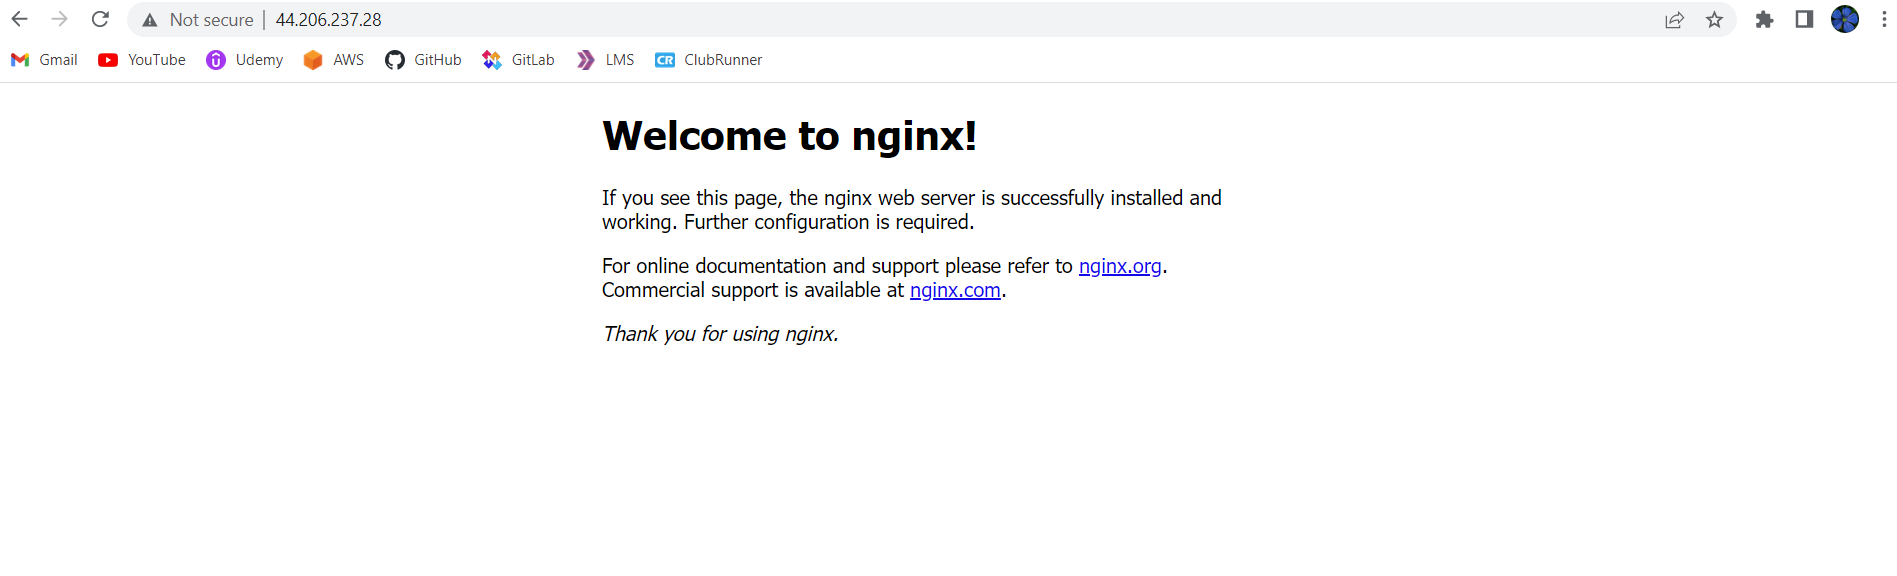 Not secure | 44.206.237.28
Gmail YouTube Udemy AWS GitHub GitLab LMS CR ClubRunner
Welcome to nginx!
If you see this page, the nginx web server is successfully installed and
working. Further configuration is required.
For online documentation and support please refer to nginx.org.
Commercial support is available at nginx.com.
Thank you for using nginx.